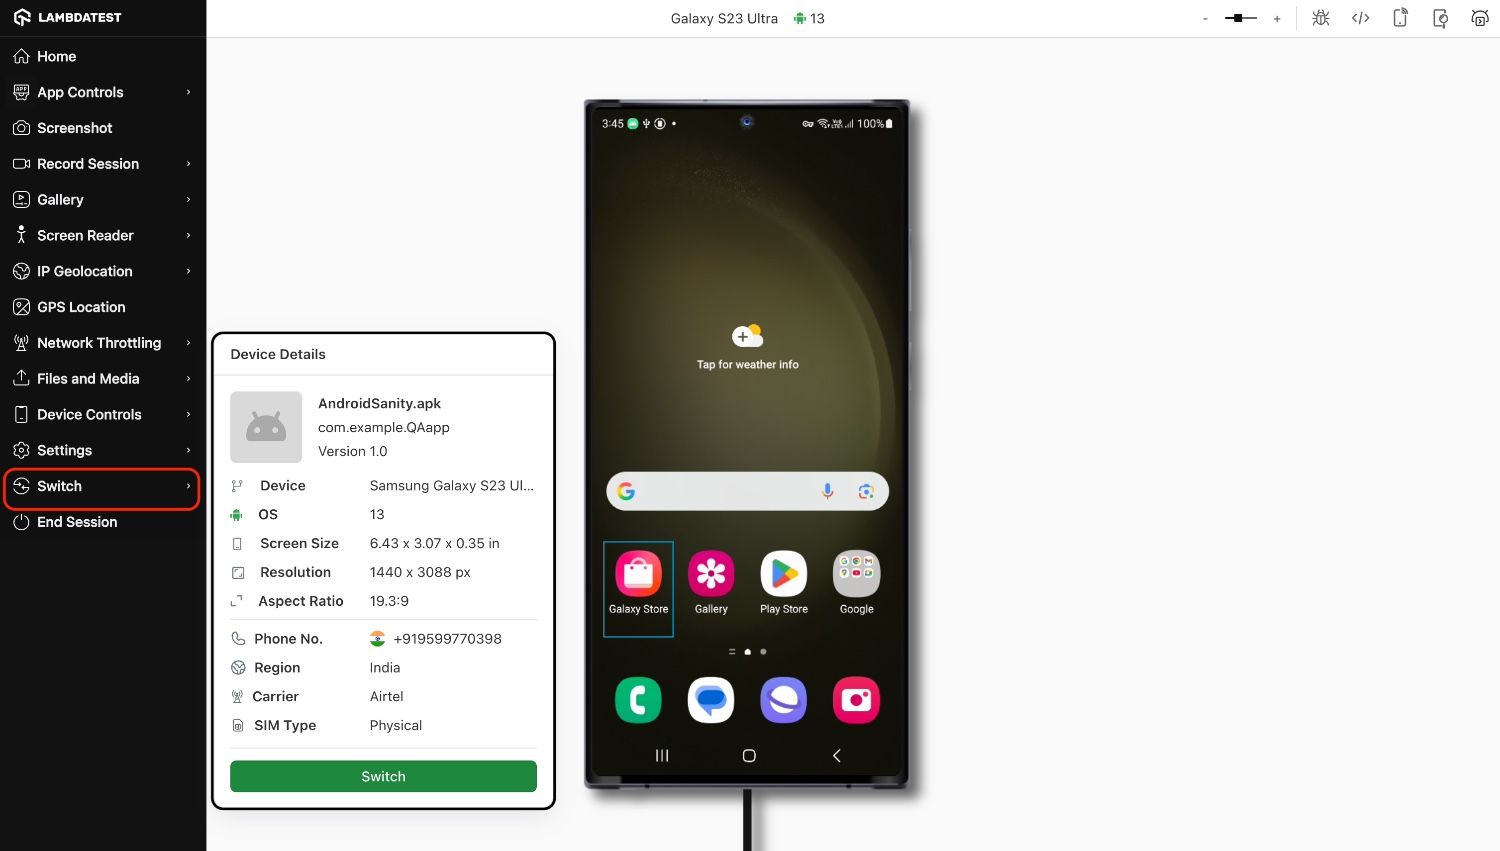 LAMBDATEST
Galaxy S23 Ultra 13
- +
Home
App Controls
Screenshot
Record Session
Gallery
Screen Reader
IP Geolocation
GPS Location
Network Throttling
Files and Media
Device Controls
Settings
Switch
End Session
Device Details
AndroidSanity.apk
com.example.QAapp
Version 1.0
Device Samsung Galaxy S23 Ul...
OS 13
Screen Size 6.43 x 3.07 x 0.35 in
Resolution 1440 x 3088 px
Aspect Ratio 19.3:9
Phone No. +919599770398
Region India
Carrier Airtel
SIM Type Physical
Switch
3:45 100%
Tap for weather info
Galaxy Store Gallery Play Store Google